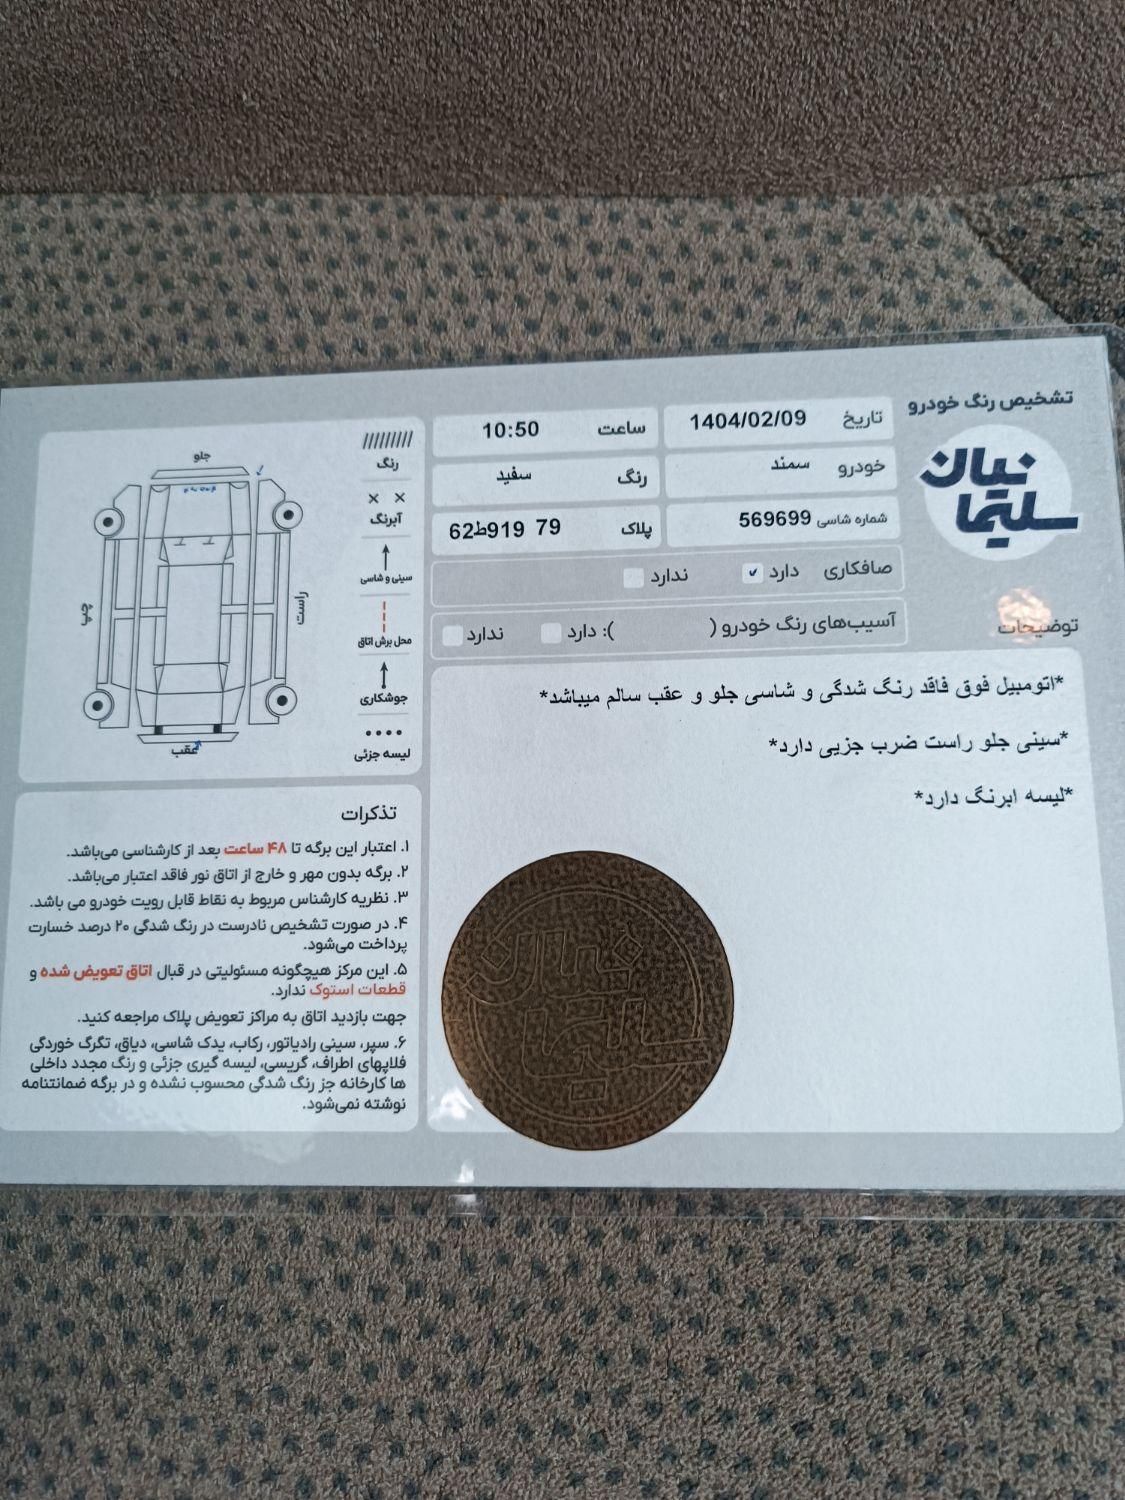 تشخیص رنگ خودرو
سلیمانیان
تاریخ 1404/02/09
ساعت 10:50
خودرو سمند
رنگ سفید
شماره شاسی 569699
پلاک 79 919ط62
صافکاری دارد ✓ ندارد
آسیب‌های رنگ خودرو ( ): دارد ندارد
توضیحات
*اتومبیل فوق فاقد رنگ شدگی و شاسی جلو و عقب سالم میباشد*
*سینی جلو راست ضرب جزیی دارد*
*لیسه ابرنگ دارد*
جلو
راست
چپ
عقب
رنگ
آبرنگ
سینی و شاسی
محل برش اتاق
جوشکاری
لیسه جزئی
تذکرات
۱. اعتبار این برگه تا ۴۸ ساعت بعد از کارشناسی می‌باشد.
۲. برگه بدون مهر و خارج از اتاق نور فاقد اعتبار می‌باشد.
۳. نظریه کارشناس مربوط به نقاط قابل رویت خودرو می باشد.
۴. در صورت تشخیص نادرست در رنگ شدگی ۲۰ درصد خسارت
پرداخت می‌شود.
۵. این مرکز هیچگونه مسئولیتی در قبال اتاق تعویض شده و
قطعات استوک ندارد.
جهت بازدید اتاق به مراکز تعویض پلاک مراجعه کنید.
۶. سپر، سینی رادیاتور، رکاب، یدک شاسی، دیاق، تگرگ خوردگی
فلاپهای اطراف، گریسی، لیسه گیری جزئی و رنگ مجدد داخلی
ها کارخانه جز رنگ شدگی محسوب نشده و در برگه ضمانتنامه
نوشته نمی‌شود.
سلیمانیان